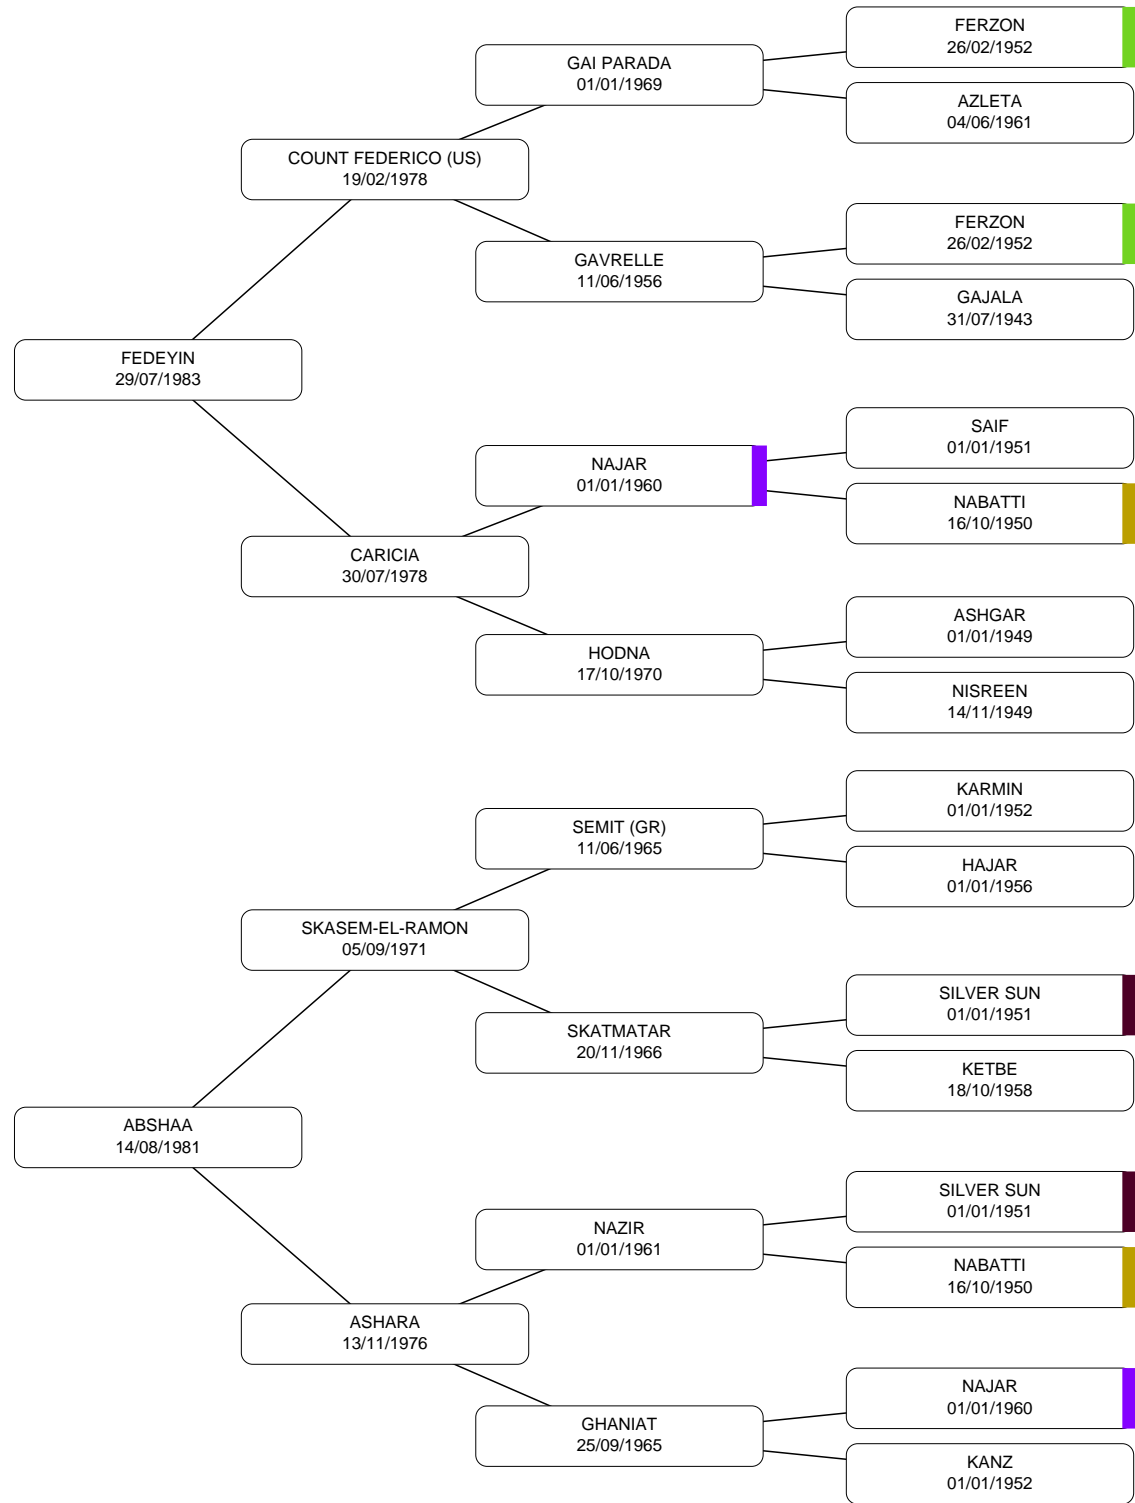 FERZON
26/02/1952
GAI PARADA
01/01/1969
AZLETA
04/06/1961
COUNT FEDERICO (US)
19/02/1978
FERZON
26/02/1952
GAVRELLE
11/06/1956
GAJALA
31/07/1943
FEDEYIN
29/07/1983
SAIF
01/01/1951
NAJAR
01/01/1960
NABATTI
16/10/1950
CARICIA
30/07/1978
ASHGAR
01/01/1949
HODNA
17/10/1970
NISREEN
14/11/1949
KARMIN
01/01/1952
SEMIT (GR)
11/06/1965
HAJAR
01/01/1956
SKASEM-EL-RAMON
05/09/1971
SILVER SUN
01/01/1951
SKATMATAR
20/11/1966
KETBE
18/10/1958
ABSHAA
14/08/1981
SILVER SUN
01/01/1951
NAZIR
01/01/1961
NABATTI
16/10/1950
ASHARA
13/11/1976
NAJAR
01/01/1960
GHANIAT
25/09/1965
KANZ
01/01/1952